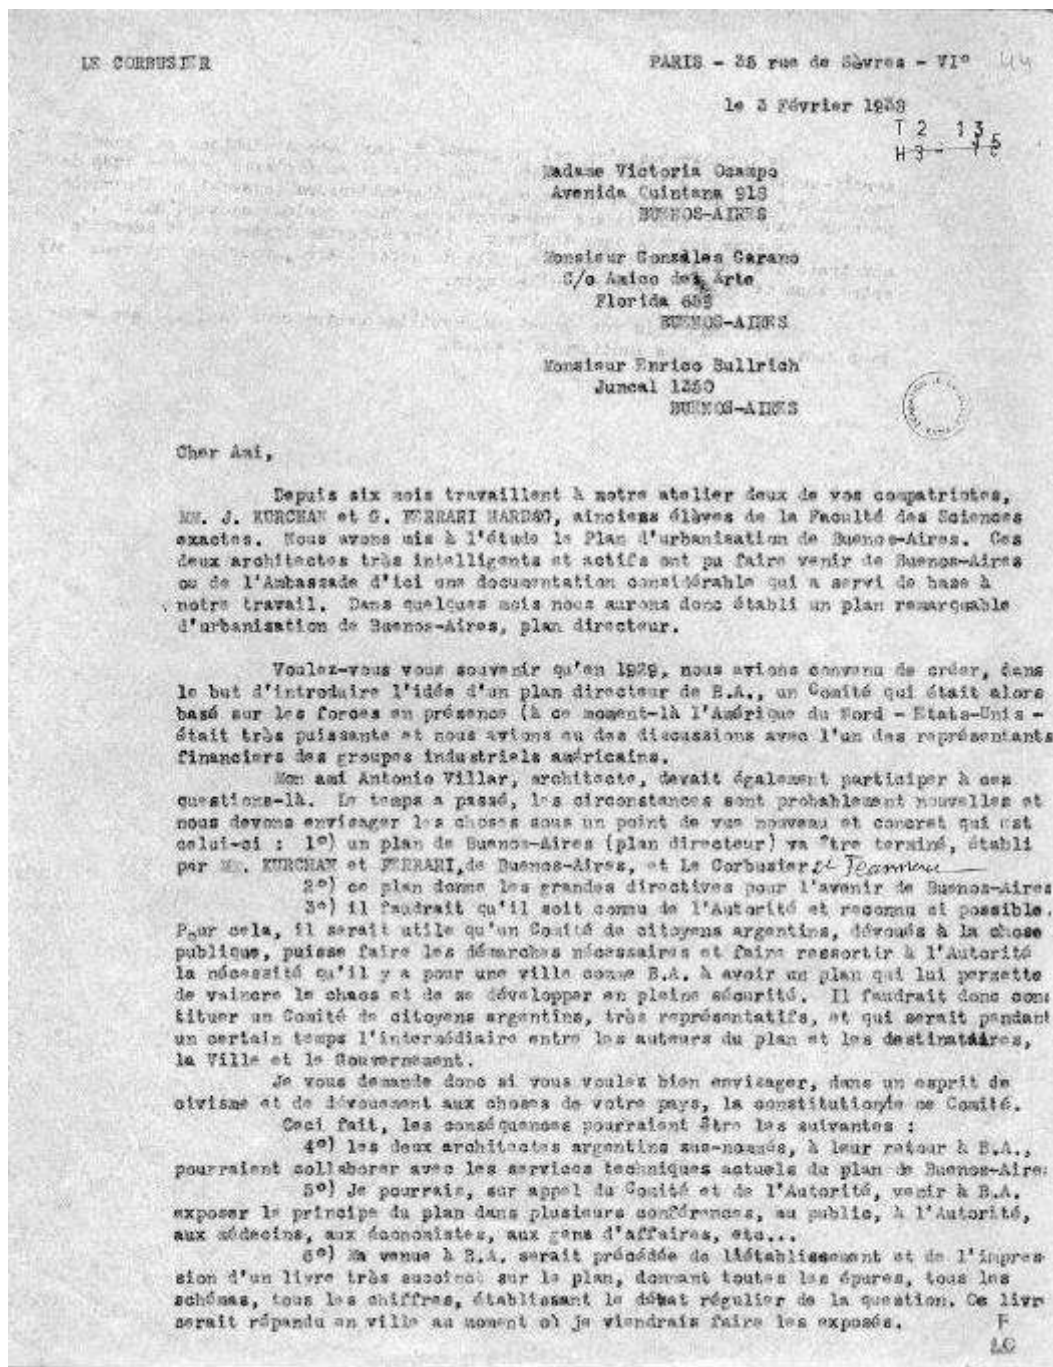 LE CORBUSIER
PARIS - 35 rue de Sèvres - VI°
44
le 3 Février 1938
T2 13
H3 - 15
Madame Victoria Ocampo
Avenida Quintana 918
BUENOS-AIRES
Monsieur Gonzáles Garano
C/o Amico des Arte
Florida 659
BUENOS-AIRES
Monsieur Enrico Bullrich
Juncal 1350
BUENOS-AIRES
Cher Ami,
Depuis six mois travaillent à notre atelier deux de vos compatriotes,
MM. J. KURCHAN et G. FERRARI HARDOG, ainciens élèves de la Faculté des Sciences
exactes. Nous avons mis à l'étude le Plan d'urbanisation de Buenos-Aires. Ces
deux architectes très intelligents et actifs ont pu faire venir de Buenos-Aires
ou de l'Ambassade d'ici une documentation considérable qui a servi de base à
notre travail. Dans quelques mois nous aurons donc établi un plan remarquable
d'urbanisation de Buenos-Aires, plan directeur.
Voulez-vous vous souvenir qu'en 1929, nous avions convenu de créer, dans
le but d'introduire l'idée d'un plan directeur de B.A., un Comité qui était alors
basé sur les forces en présence (à ce moment-là l'Amérique du Nord - Etats-Unis -
était très puissante et nous avions eu des discussions avec l'un des représentants
financiers des groupes industriels américains.
Mon ami Antonio Villar, architecte, devait également participer à ces
questions-là. Le temps a passé, les circonstances sont probablement nouvelles et
nous devons envisager les choses sous un point de vue nouveau et concret qui est
celui-ci : 1°) un plan de Buenos-Aires (plan directeur) va "tre terminé, établi
par MM. KURCHAN et FERRARI, de Buenos-Aires, et Le Corbusier et Jeanneret
2°) ce plan donne les grandes directives pour l'avenir de Buenos-Aires
3°) il faudrait qu'il soit connu de l'Autorité et reconnu si possible.
Pour cela, il serait utile qu'un Comité de citoyens argentins, dévoués à la chose
publique, puisse faire les démarches nécessaires et faire ressortir à l'Autorité
la nécessité qu'il y a pour une ville comme B.A. à avoir un plan qui lui permette
de vaincre le chaos et de se développer en pleine sécurité. Il faudrait donc cons
tituer un Comité de citoyens argentins, très représentatifs, et qui serait pendant
un certain temps l'intermédiaire entre les auteurs du plan et les destinataires,
la Ville et le Gouvernement.
Je vous demande donc si vous voulez bien envisager, dans un esprit de
civisme et de dévouement aux choses de votre pays, la constitution de ce Comité.
Ceci fait, les conséquences pourraient être les suivantes :
4°) les deux architectes argentins sus-nommés, à leur retour à B.A.,
pourraient collaborer avec les services techniques actuels du plan de Buenos-Aires
5°) Je pourrais, sur appel du Comité et de l'Autorité, venir à B.A.
exposer le principe du plan dans plusieurs conférences, au public, à l'Autorité,
aux médecins, aux économistes, aux gens d'affaires, etc...
6°) Ma venue à B.A. serait précédée de l'établissement et de l'impres-
sion d'un livre très succinct sur le plan, donnant toutes les épures, tous les
schémas, tous les chiffres, établissant le débat régulier de la question. Ce livr
serait répandu en ville au moment où je viendrais faire les exposés.
F
LC